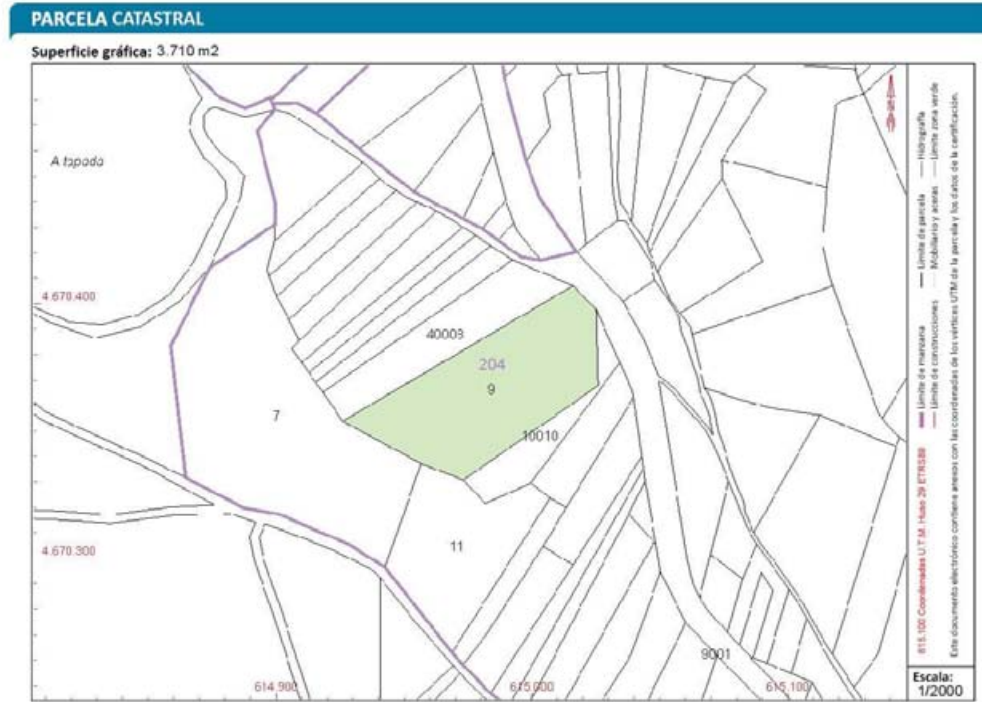 PARCELA CATASTRAL
Superficie gráfica: 3.710 m2
A tapada
4.670.400
40003
204
9
7
10010
4.670.300
11
9001
614.900
615.000
615.100
Límite de manzana
Límite de parcela
Hidrografía
615.100 Coordenadas U.T.M. Huso 29 ETRS89
Límite de construcciones
Mobiliario y aceras
Límite zona verde
Este documento electrónico contiene anexos con las coordenadas de los vértices UTM de la parcela y los datos de la certificación.
Escala:
1/2000